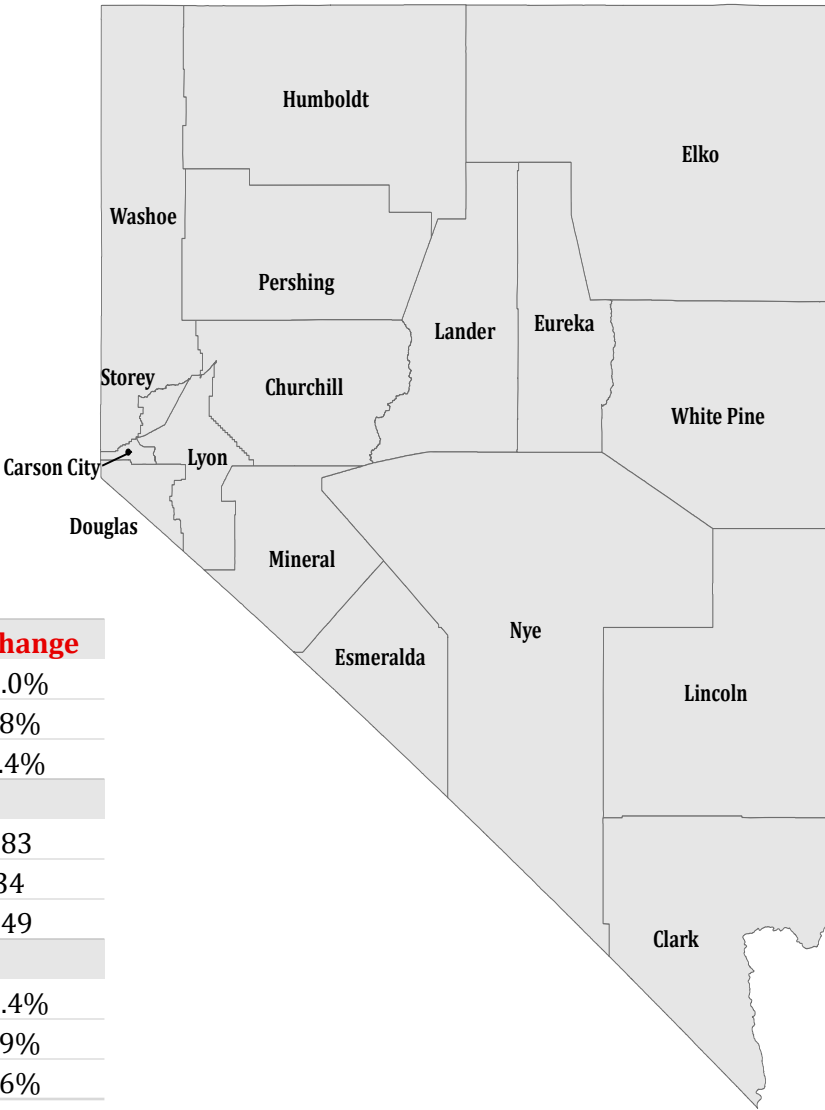 Humboldt
Elko
Washoe
Pershing
Eureka
Lander
Storey
Churchill
White Pine
Lyon
Carson City
Douglas
Mineral
Nye
Esmeralda
Lincoln
Clark
hange
.0%
8%
.4%
83
34
49
.4%
9%
6%